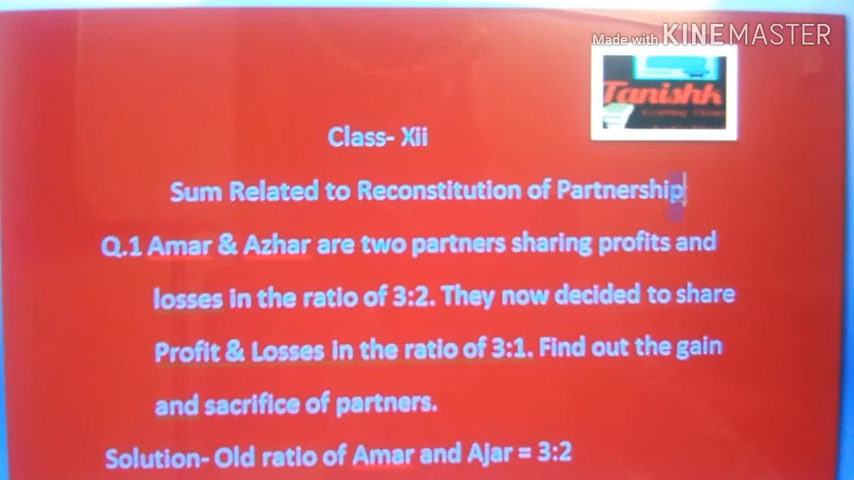 Made with KINEMASTER
Tanishk
Class- Xii
Sum Related to Reconstitution of Partnership
Q.1 Amar & Azhar are two partners sharing profits and
losses in the ratio of 3:2. They now decided to share
Profit & Losses in the ratio of 3:1. Find out the gain
and sacrifice of partners.
Solution- Old ratio of Amar and Ajar = 3:2